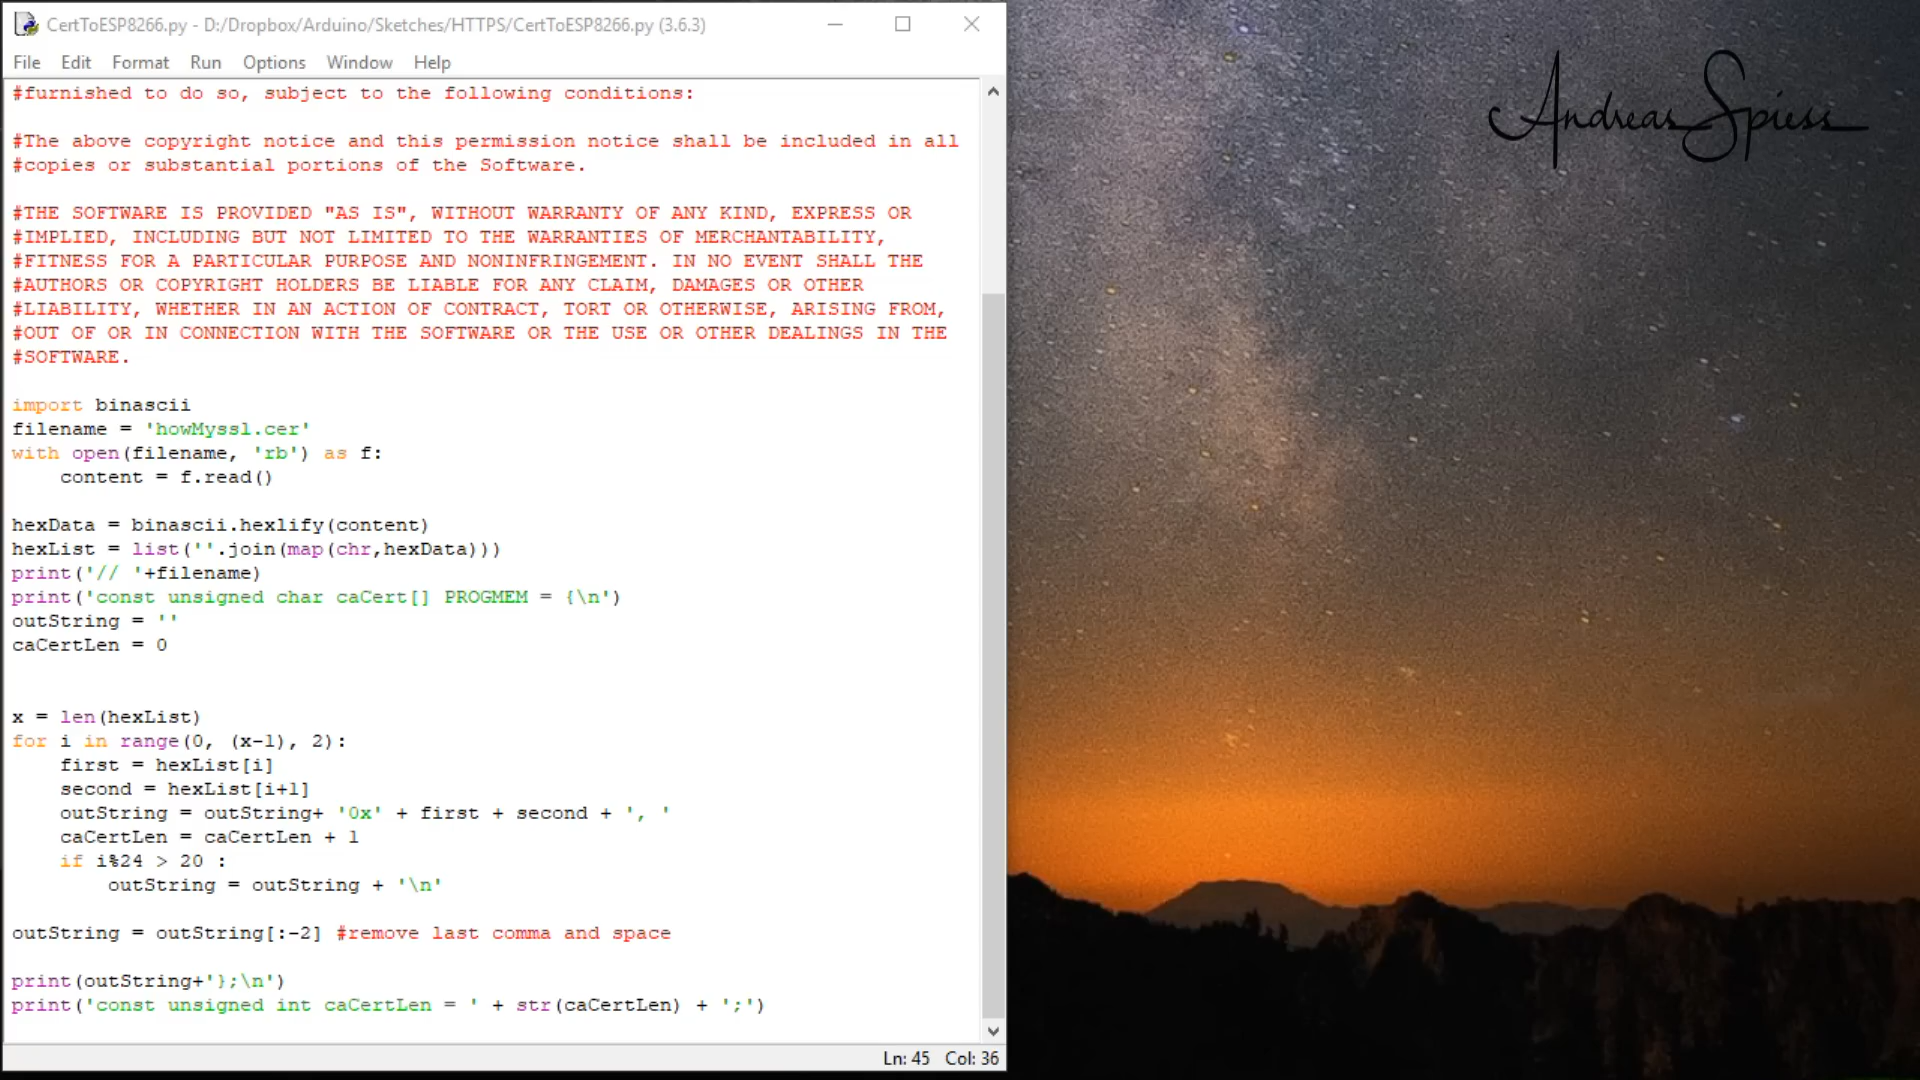 CertToESP8266.py - D:/Dropbox/Arduino/Sketches/HTTPS/CertToESP8266.py (3.6.3)
File Edit Format Run Options Window Help
#furnished to do so, subject to the following conditions:
#The above copyright notice and this permission notice shall be included in all
#copies or substantial portions of the Software.
#THE SOFTWARE IS PROVIDED "AS IS", WITHOUT WARRANTY OF ANY KIND, EXPRESS OR
#IMPLIED, INCLUDING BUT NOT LIMITED TO THE WARRANTIES OF MERCHANTABILITY,
#FITNESS FOR A PARTICULAR PURPOSE AND NONINFRINGEMENT. IN NO EVENT SHALL THE
#AUTHORS OR COPYRIGHT HOLDERS BE LIABLE FOR ANY CLAIM, DAMAGES OR OTHER
#LIABILITY, WHETHER IN AN ACTION OF CONTRACT, TORT OR OTHERWISE, ARISING FROM,
#OUT OF OR IN CONNECTION WITH THE SOFTWARE OR THE USE OR OTHER DEALINGS IN THE
#SOFTWARE.
import binascii
filename = 'howMyssl.cer'
with open(filename, 'rb') as f:
    content = f.read()
hexData = binascii.hexlify(content)
hexList = list(''.join(map(chr,hexData)))
print('// '+filename)
print('const unsigned char caCert[] PROGMEM = {\n')
outString = ''
caCertLen = 0
x = len(hexList)
for i in range(0, (x-1), 2):
    first = hexList[i]
    second = hexList[i+1]
    outString = outString+ '0x' + first + second + ', '
    caCertLen = caCertLen + 1
    if i%24 > 20 :
        outString = outString + '\n'
outString = outString[:-2] #remove last comma and space
print(outString+'};\n')
print('const unsigned int caCertLen = ' + str(caCertLen) + ';')
Ln: 45 Col: 36
Andreas Spiess